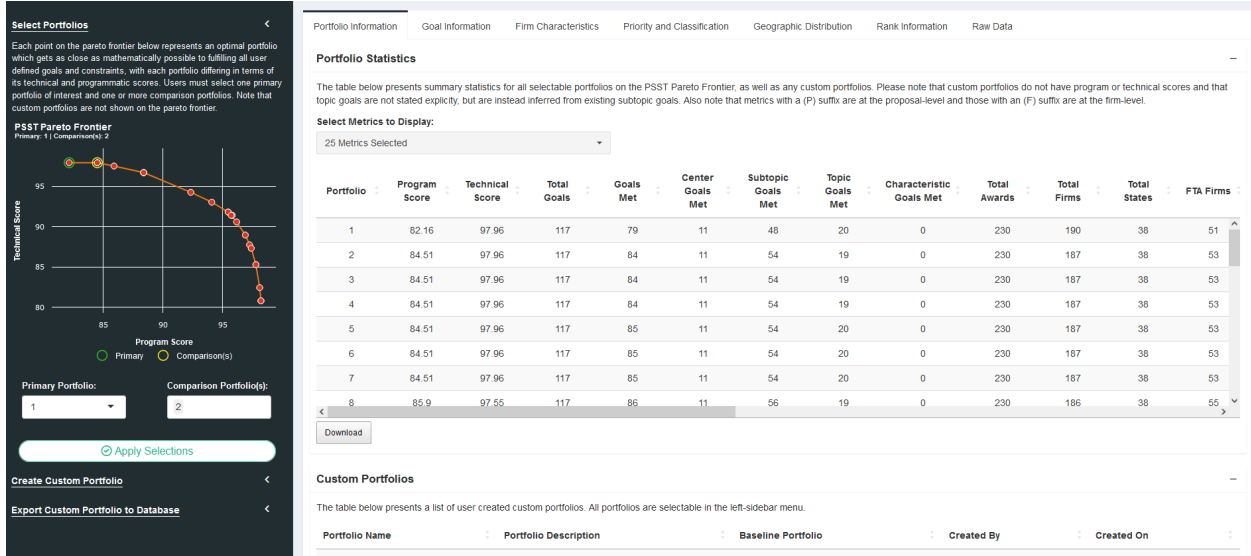 Select Portfolios
Each point on the pareto frontier below represents an optimal portfolio
which gets as close as mathematically possible to fulfilling all user
defined goals and constraints, with each portfolio differing in terms of
its technical and programmatic scores. Users must select one primary
portfolio of interest and one or more comparison portfolios. Note that
custom portfolios are not shown on the pareto frontier.
PSST Pareto Frontier
Primary: 1 | Comparison(s): 2
95
90
85
80
Technical Score
85 90 95
Program Score
Primary Comparison(s)
Primary Portfolio: Comparison Portfolio(s):
1 2
Apply Selections
Create Custom Portfolio
Export Custom Portfolio to Database
Portfolio Information Goal Information Firm Characteristics Priority and Classification Geographic Distribution Rank Information Raw Data
Portfolio Statistics
The table below presents summary statistics for all selectable portfolios on the PSST Pareto Frontier, as well as any custom portfolios. Please note that custom portfolios do not have program or technical scores and that
topic goals are not stated explicity, but are instead inferred from existing subtopic goals. Also note that metrics with a (P) suffix are at the proposal-level and those with an (F) suffix are at the firm-level.
Select Metrics to Display:
25 Metrics Selected
Portfolio Program Score Technical Score Total Goals Goals Met Center Goals Met Subtopic Goals Met Topic Goals Met Characteristic Goals Met Total Awards Total Firms Total States FTA Firms
1 82.16 97.96 117 79 11 48 20 0 230 190 38 51
2 84.51 97.96 117 84 11 54 19 0 230 187 38 53
3 84.51 97.96 117 84 11 54 19 0 230 187 38 53
4 84.51 97.96 117 84 11 54 19 0 230 187 38 53
5 84.51 97.96 117 85 11 54 20 0 230 187 38 53
6 84.51 97.96 117 85 11 54 20 0 230 187 38 53
7 84.51 97.96 117 85 11 54 20 0 230 187 38 53
8 85.9 97.55 117 86 11 56 19 0 230 186 38 55
Download
Custom Portfolios
The table below presents a list of user created custom portfolios. All portfolios are selectable in the left-sidebar menu.
Portfolio Name Portfolio Description Baseline Portfolio Created By Created On